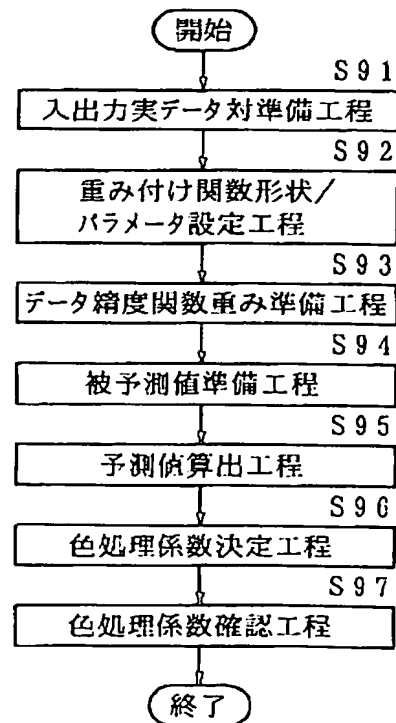 開始
S91
入出力実データ対準備工程
S92
重み付け関数形状/
パラメータ設定工程
S93
データ精度関数重み準備工程
S94
被予測値準備工程
S95
予測値算出工程
S96
色処理係数決定工程
S97
色処理係数確認工程
終了